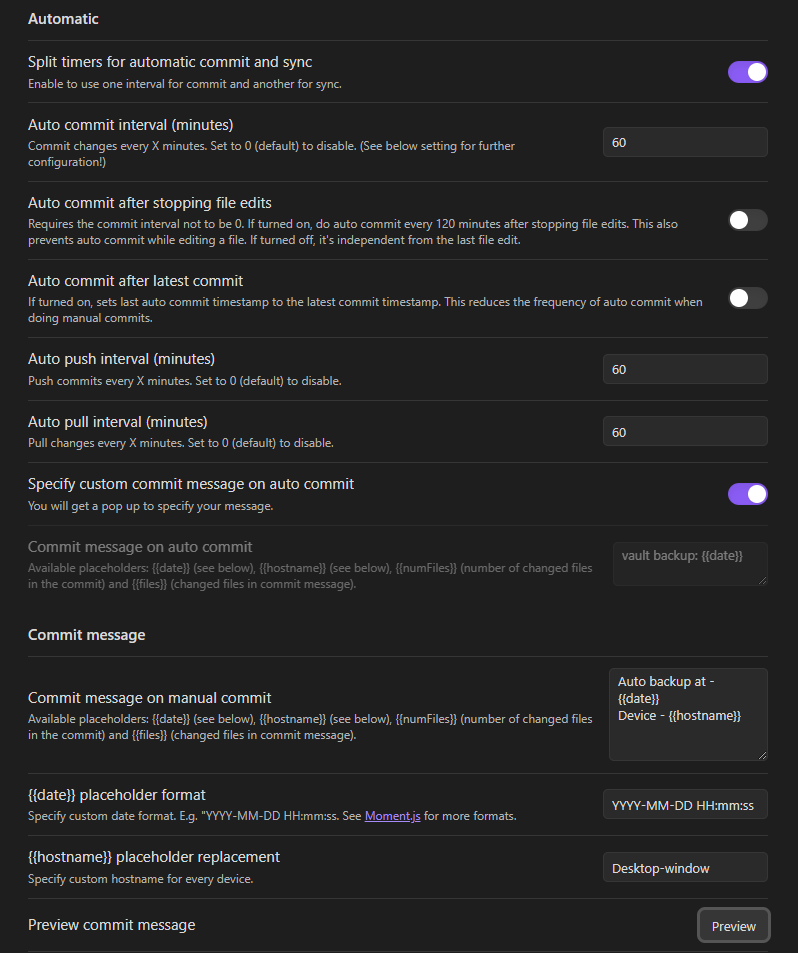 Automatic
Split timers for automatic commit and sync
Enable to use one interval for commit and another for sync.
Auto commit interval (minutes)
Commit changes every X minutes. Set to 0 (default) to disable. (See below setting for further
configuration!)
60
Auto commit after stopping file edits
Requires the commit interval not to be 0. If turned on, do auto commit every 120 minutes after stopping file edits. This also
prevents auto commit while editing a file. If turned off, it's independent from the last file edit.
Auto commit after latest commit
If turned on, sets last auto commit timestamp to the latest commit timestamp. This reduces the frequency of auto commit when
doing manual commits.
Auto push interval (minutes)
Push commits every X minutes. Set to 0 (default) to disable.
60
Auto pull interval (minutes)
Pull changes every X minutes. Set to 0 (default) to disable.
60
Specify custom commit message on auto commit
You will get a pop up to specify your message.
Commit message on auto commit
Available placeholders: {{date}} (see below), {{hostname}} (see below), {{numFiles}} (number of changed files
in the commit) and {{files}} (changed files in commit message).
vault backup: {{date}}
Commit message
Commit message on manual commit
Available placeholders: {{date}} (see below), {{hostname}} (see below), {{numFiles}} (number of changed files
in the commit) and {{files}} (changed files in commit message).
Auto backup at -
{{date}}
Device - {{hostname}}
{{date}} placeholder format
Specify custom date format. E.g. "YYYY-MM-DD HH:mm:ss. See Moment.js for more formats.
YYYY-MM-DD HH:mm:ss
{{hostname}} placeholder replacement
Specify custom hostname for every device.
Desktop-window
Preview commit message
Preview